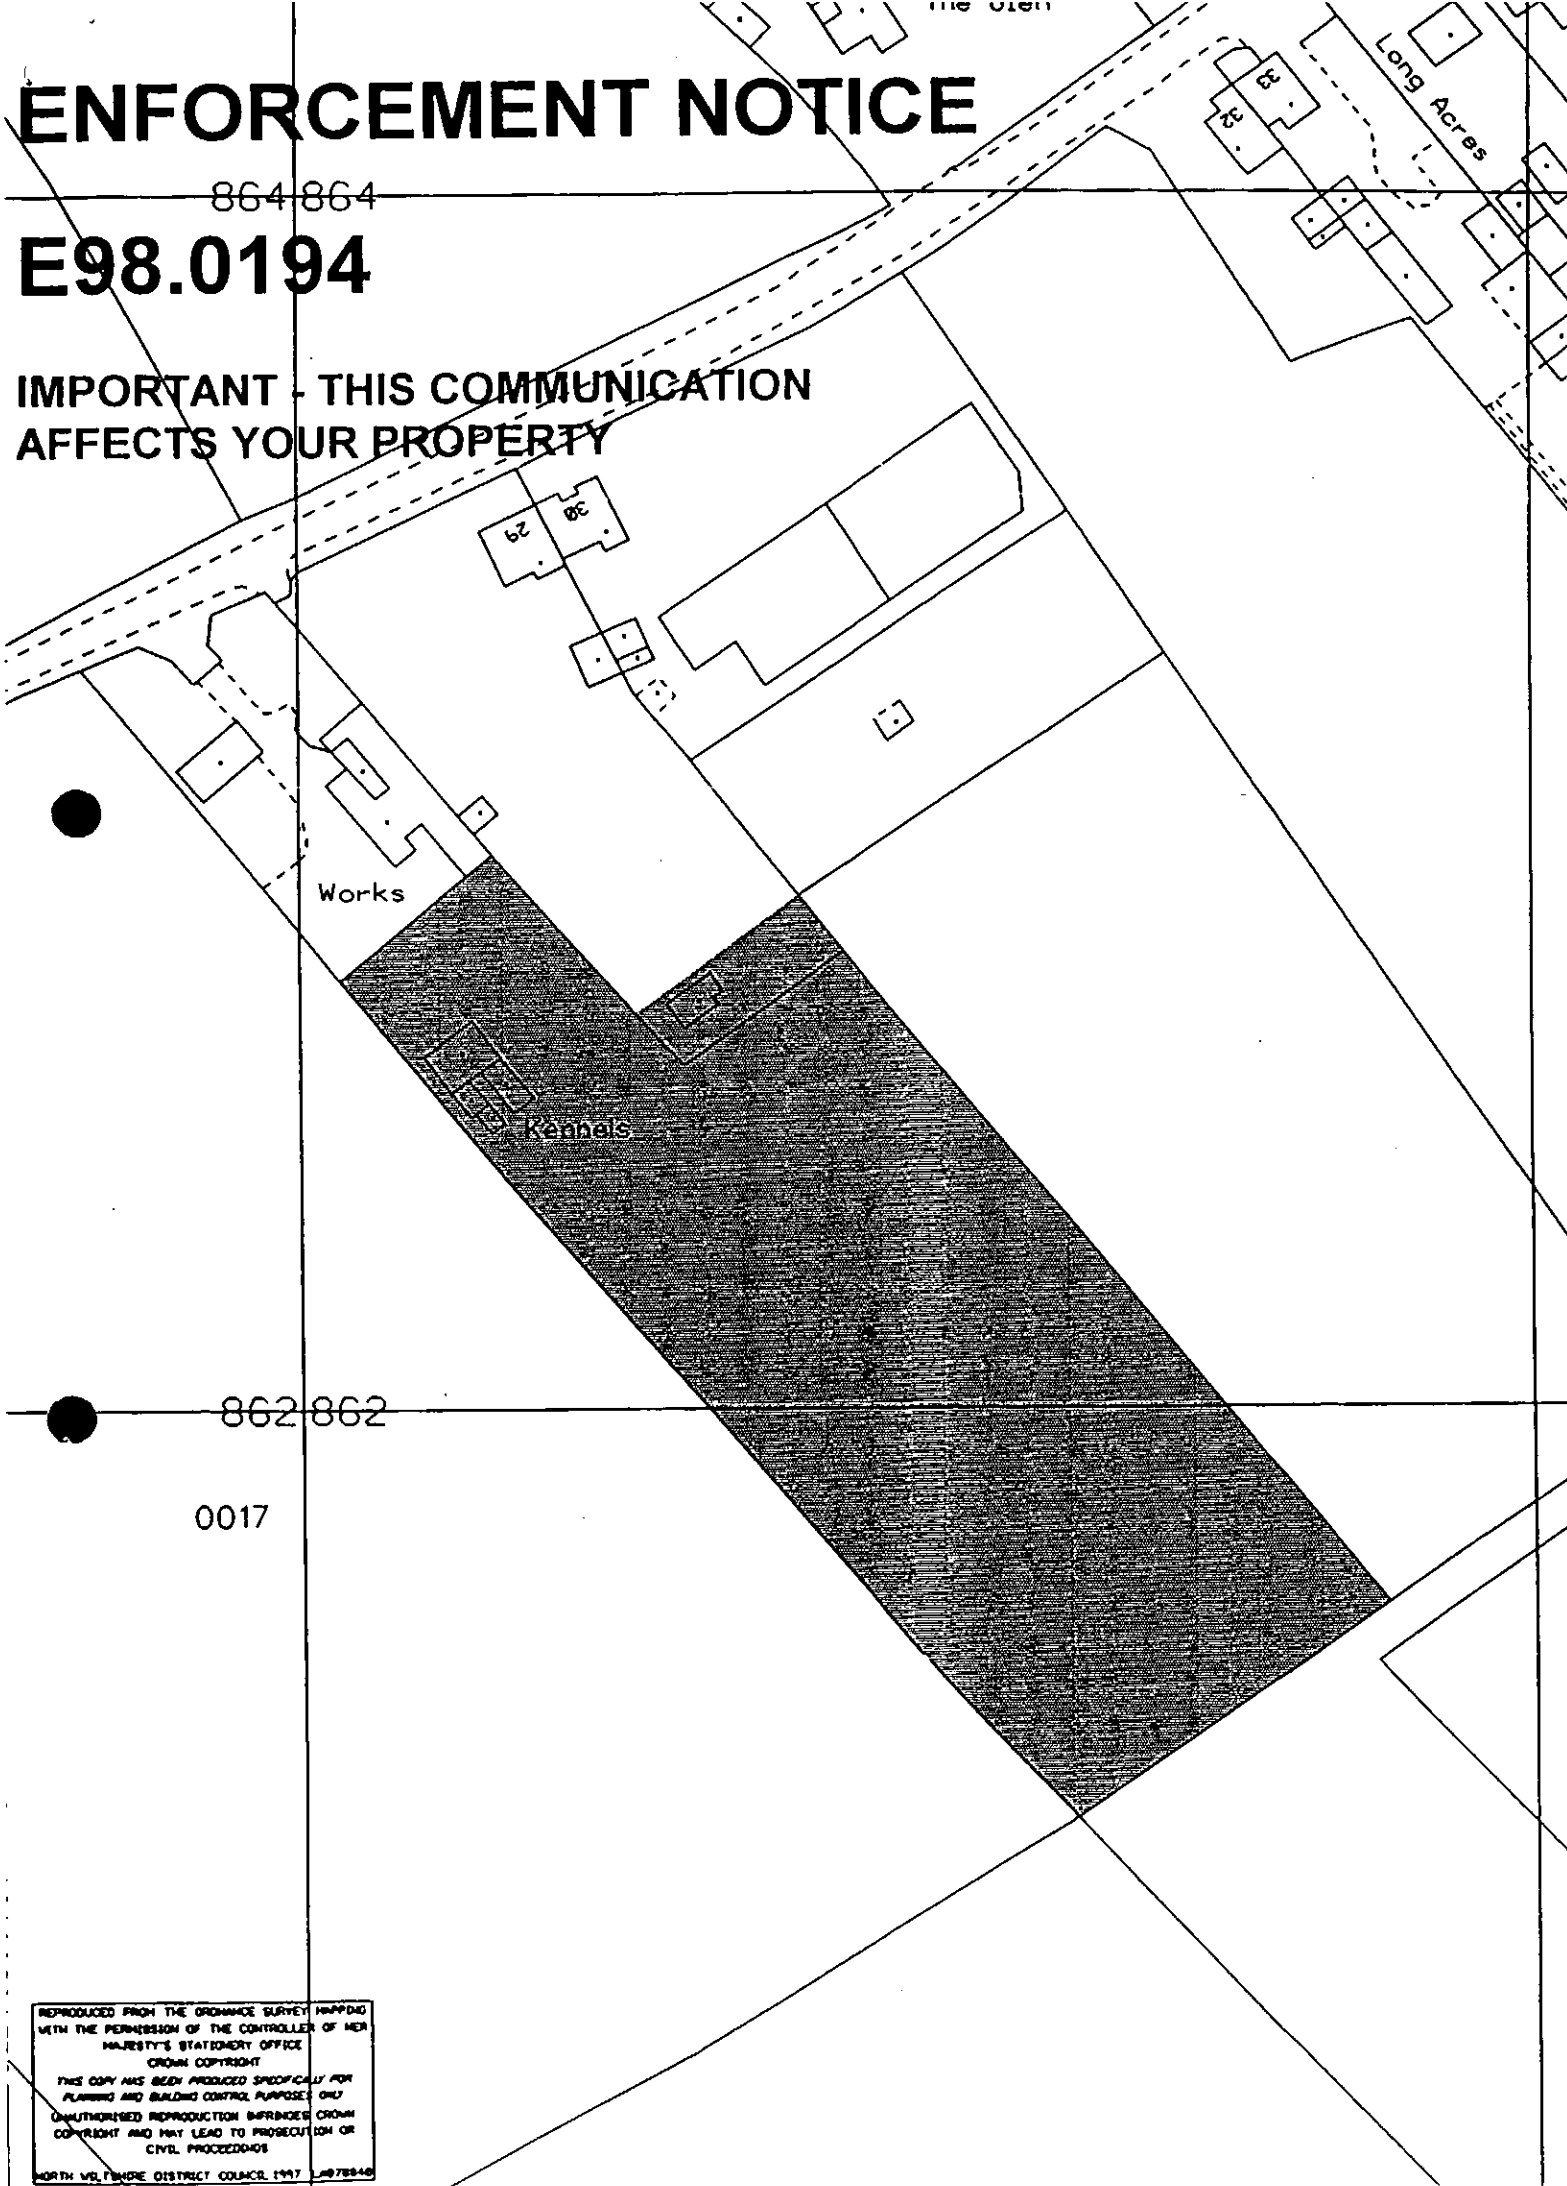 The Glen
ENFORCEMENT NOTICE
33
32
Long Acres
864 864
E98.0194
IMPORTANT - THIS COMMUNICATION
AFFECTS YOUR PROPERTY
29
30
Works
Kennels
862 862
0017
REPRODUCED FROM THE ORDNANCE SURVEY MAPPING
WITH THE PERMISSION OF THE CONTROLLER OF HER
MAJESTY'S STATIONERY OFFICE
CROWN COPYRIGHT
THIS COPY HAS BEEN PRODUCED SPECIFICALLY FOR
PLANNING AND BUILDING CONTROL PURPOSES ONLY
UNAUTHORISED REPRODUCTION INFRINGES CROWN
COPYRIGHT AND MAY LEAD TO PROSECUTION OR
CIVIL PROCEEDINGS
NORTH WILTSHIRE DISTRICT COUNCIL 1997